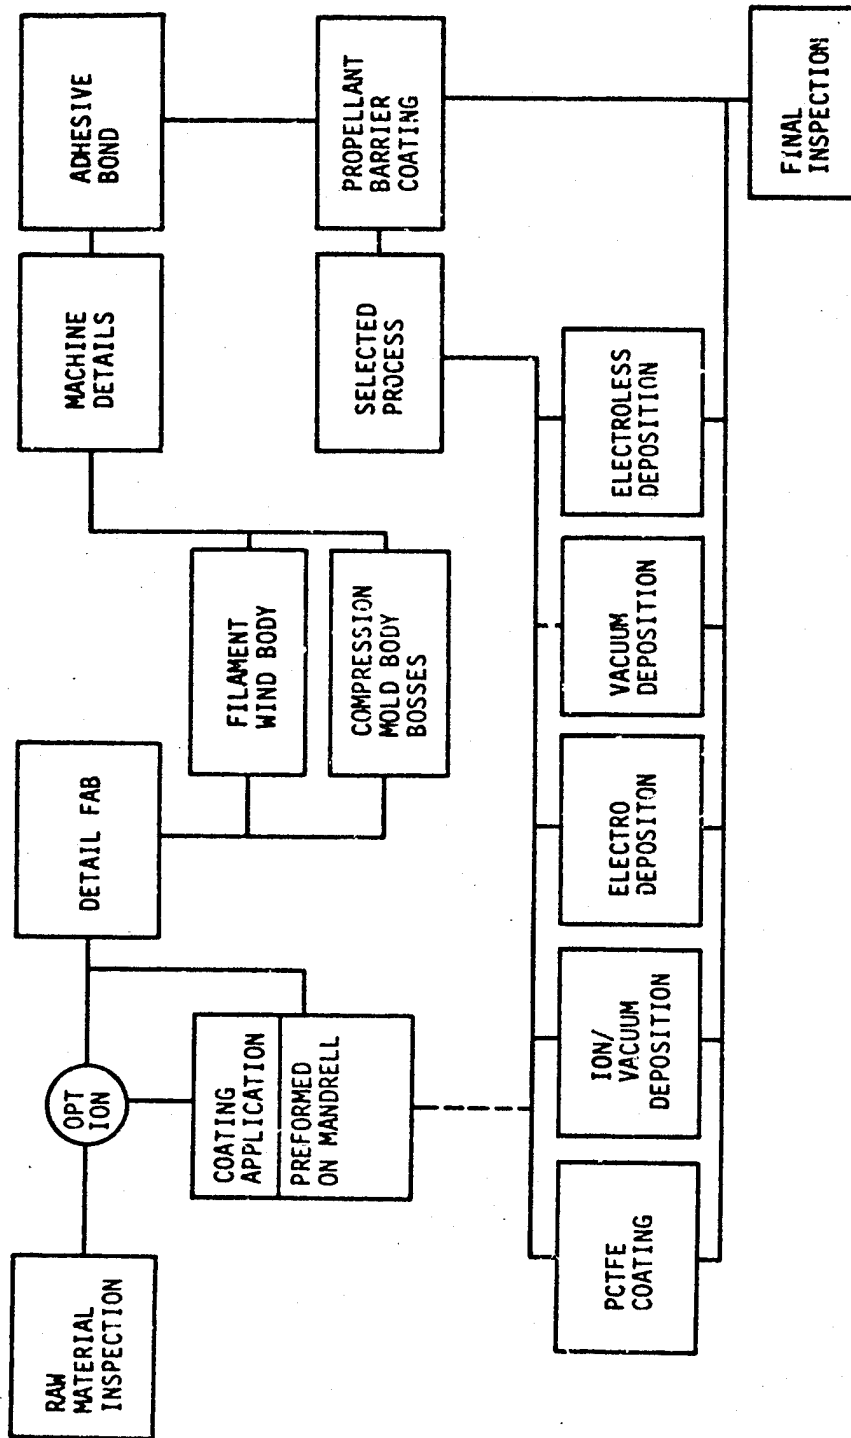 RAW
MATERIAL
INSPECTION
OPT
ION
COATING
APPLICATION
PREFORMED
ON MANDRELL
DETAIL FAB
FILAMENT
WIND BODY
COMPRESSION
MOLD BODY
BOSSES
MACHINE
DETAILS
ADHESIVE
BOND
SELECTED
PROCESS
PROPELLANT
BARRIER
COATING
PCTFE
COATING
ION/
VACUUM
DEPOSITION
ELECTRO
DEPOSITON
VACUUM
DEPOSITION
ELECTROLESS
DEPOSITION
FINAL
INSPECTION